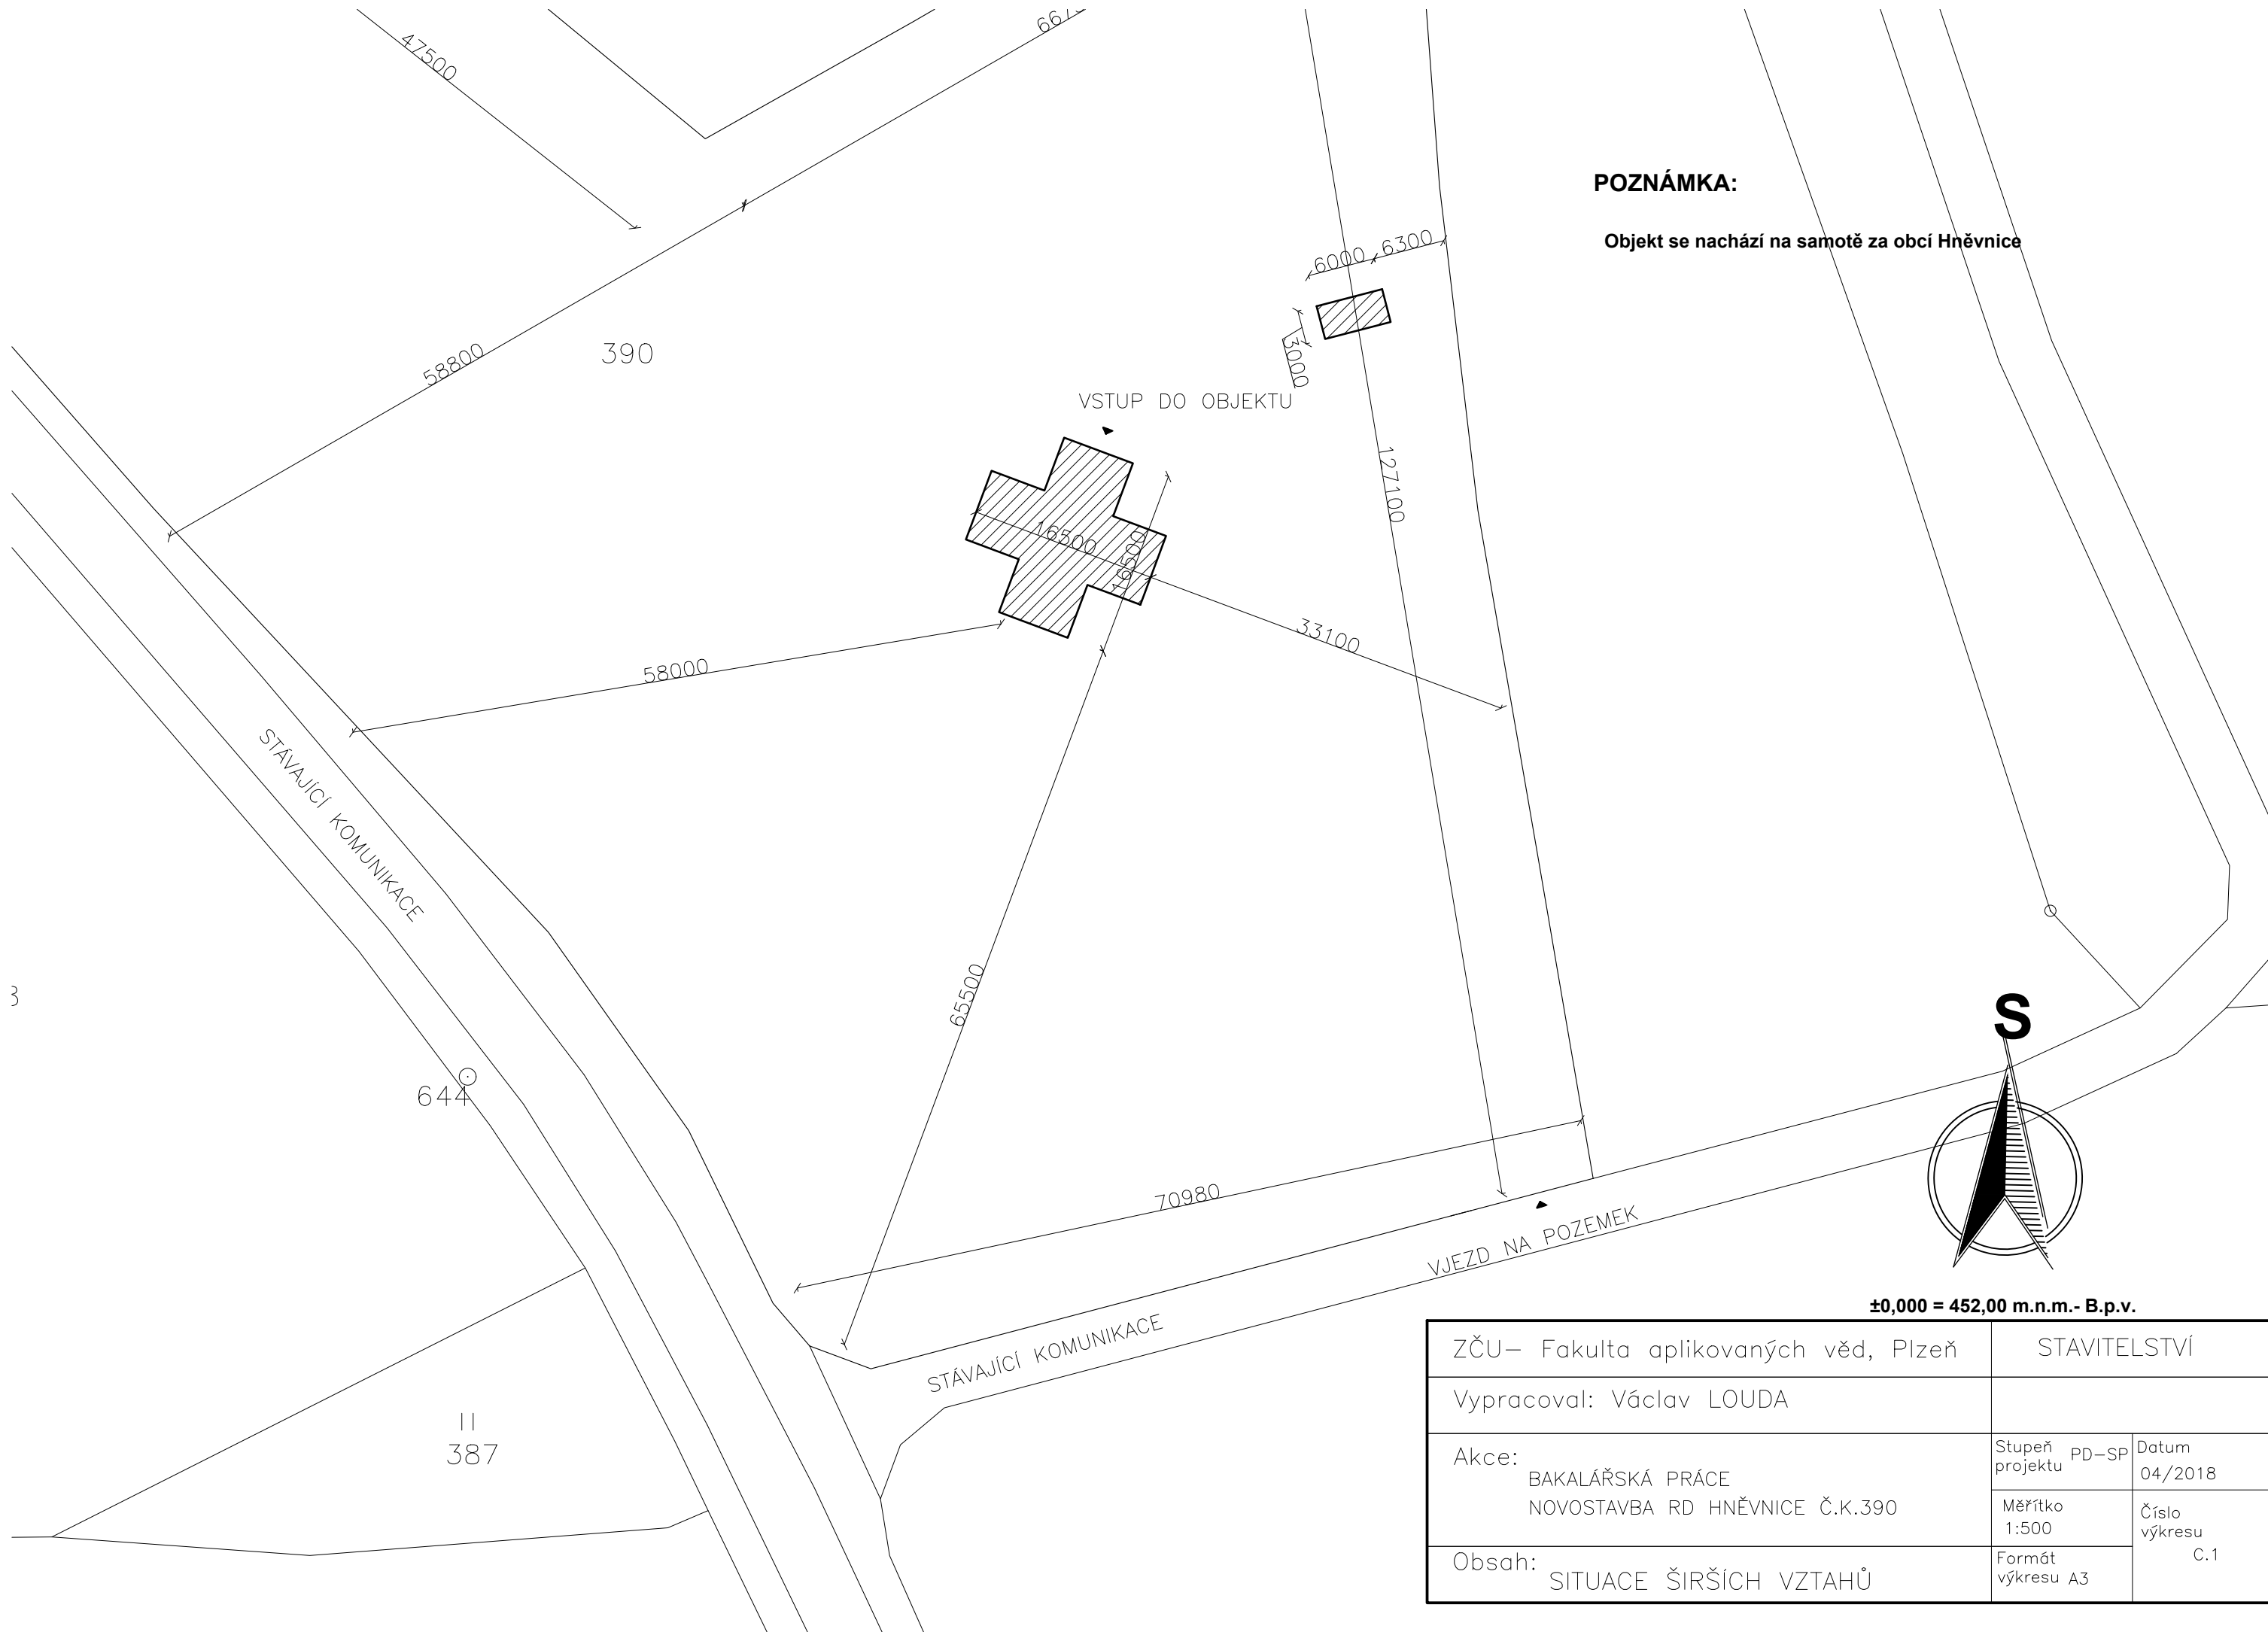 47500
POZNÁMKA:
Objekt se nachází na samotě za obcí Hněvnice
6000
6300
3000
58800
390
VSTUP DO OBJEKTU
127100
16500
16500
33100
58000
STÁVAJÍCÍ KOMUNIKACE
65500
S
644
70980
VJEZD NA POZEMEK
STÁVAJÍCÍ KOMUNIKACE
±0,000 = 452,00 m.n.m.- B.p.v.
II
387
ZČU– Fakulta aplikovaných věd, Plzeň
STAVITELSTVÍ
Vypracoval: Václav LOUDA
Akce:
BAKALÁŘSKÁ PRÁCE
NOVOSTAVBA RD HNĚVNICE Č.K.390
Stupeň
projektu PD–SP
Datum
04/2018
Měřítko
1:500
Číslo
výkresu
C.1
Obsah:
SITUACE ŠIRŠÍCH VZTAHŮ
Formát
výkresu A3